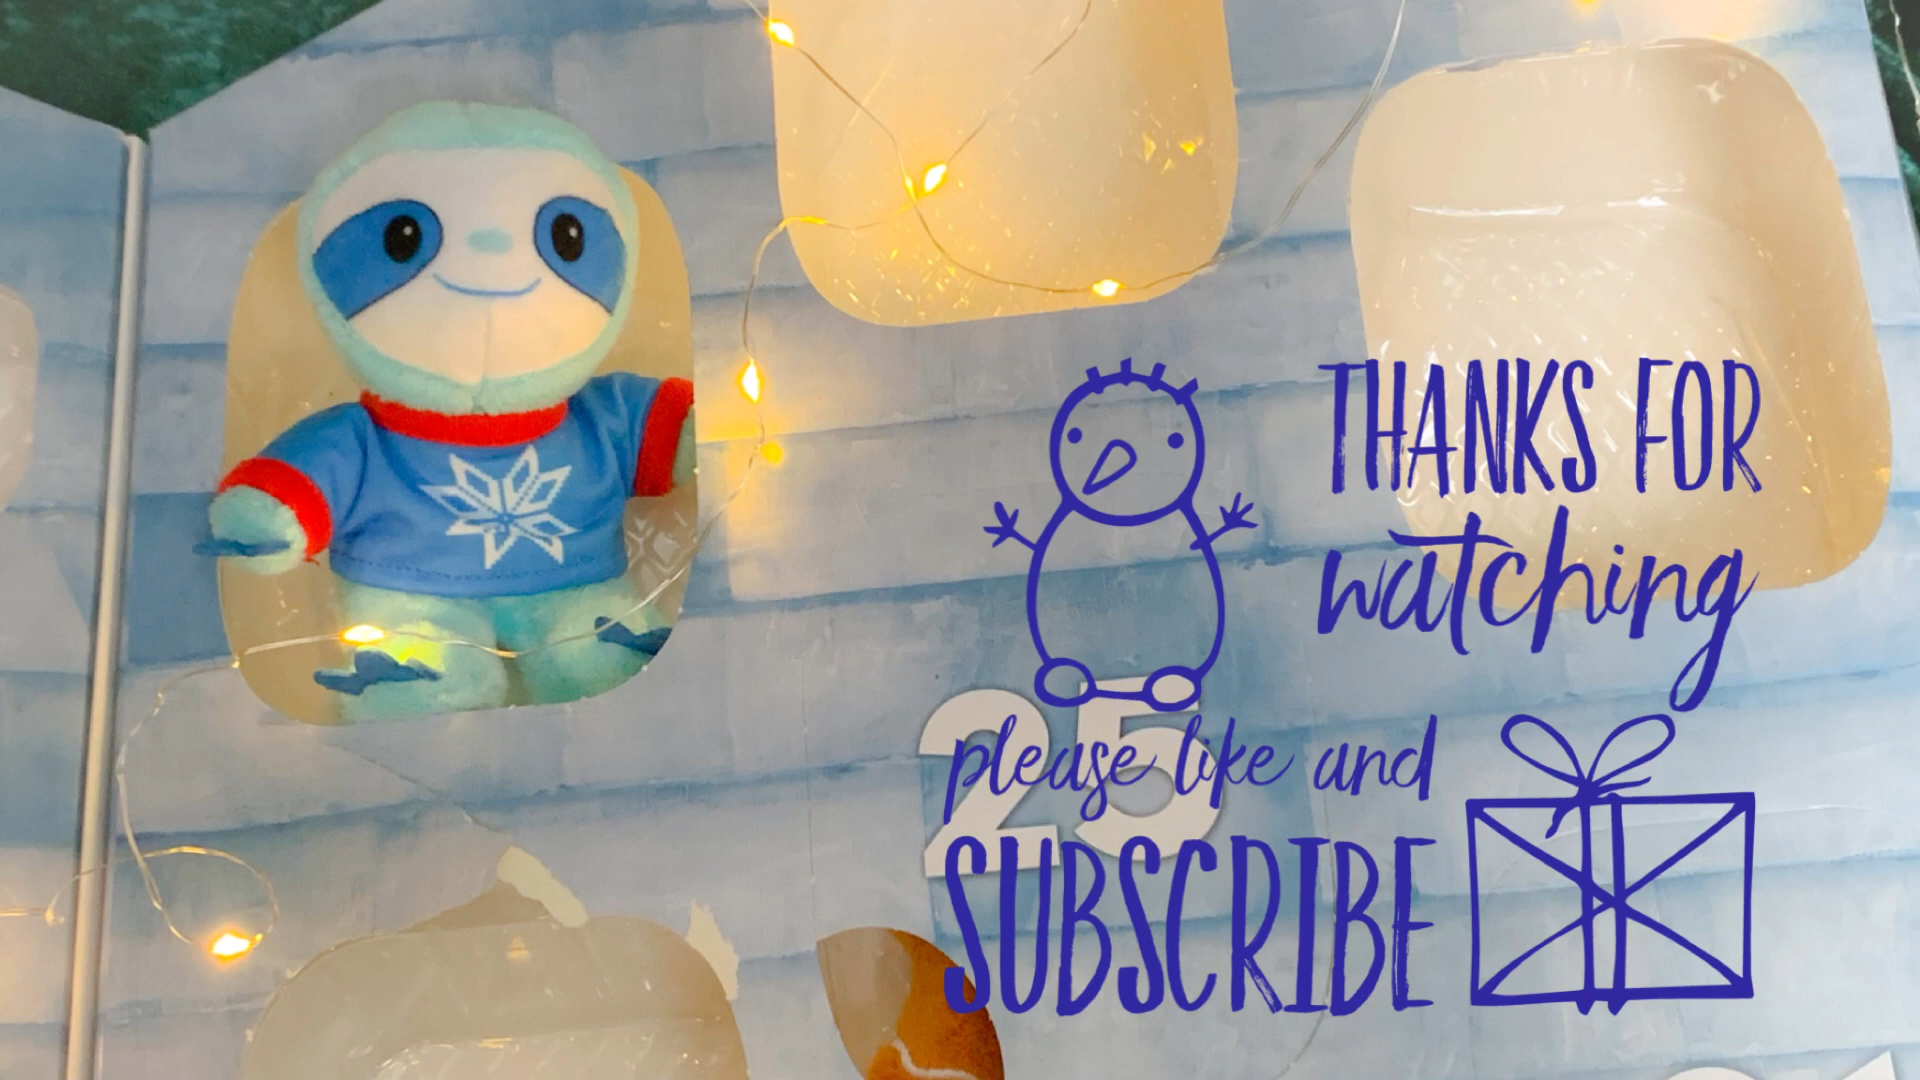 THANKS FOR
watching
25
please like and
SUBSCRIBE